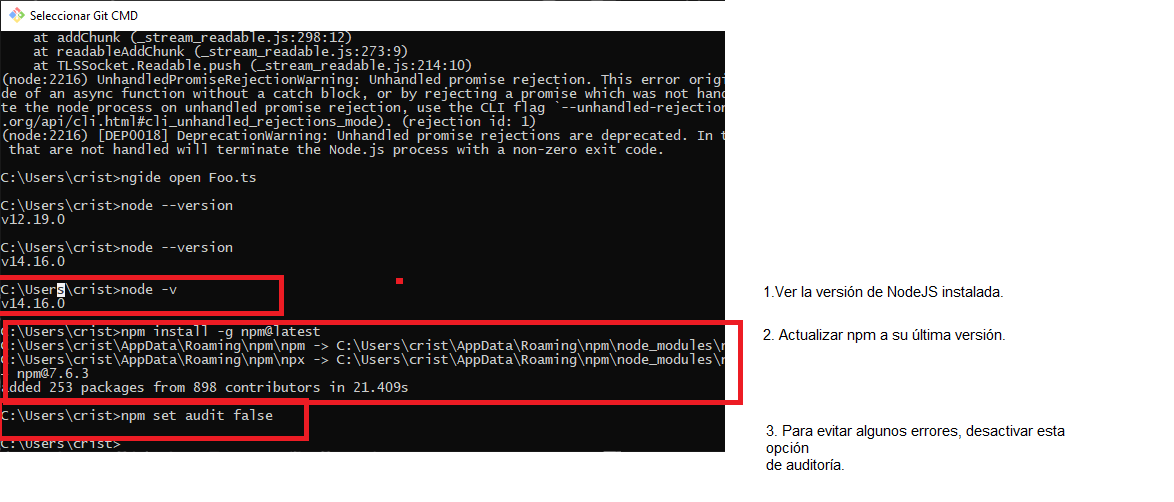 Seleccionar Git CMD
at addChunk (_stream_readable.js:298:12)
at readableAddChunk (_stream_readable.js:273:9)
at TLSSocket.Readable.push (_stream_readable.js:214:10)
(node:2216) UnhandledPromiseRejectionWarning: Unhandled promise rejection. This error origi
de of an async function without a catch block, or by rejecting a promise which was not hand
te the node process on unhandled promise rejection, use the CLI flag `--unhandled-rejection
.org/api/cli.html#cli_unhandled_rejections_mode). (rejection id: 1)
(node:2216) [DEP0018] DeprecationWarning: Unhandled promise rejections are deprecated. In t
that are not handled will terminate the Node.js process with a non-zero exit code.
C:\Users\crist>ngide open Foo.ts
C:\Users\crist>node --version
v12.19.0
C:\Users\crist>node --version
v14.16.0
C:\Users\crist>node -v
v14.16.0
1.Ver la versión de NodeJS instalada.
C:\Users\crist>npm install -g npm@latest
C:\Users\crist\AppData\Roaming\npm\npm -> C:\Users\crist\AppData\Roaming\npm\node_modules\n
C:\Users\crist\AppData\Roaming\npm\npx -> C:\Users\crist\AppData\Roaming\npm\node_modules\n
npm@7.6.3
added 253 packages from 898 contributors in 21.409s
2. Actualizar npm a su última versión.
C:\Users\crist>npm set audit false
C:\Users\crist>
3. Para evitar algunos errores, desactivar esta
opción
de auditoría.